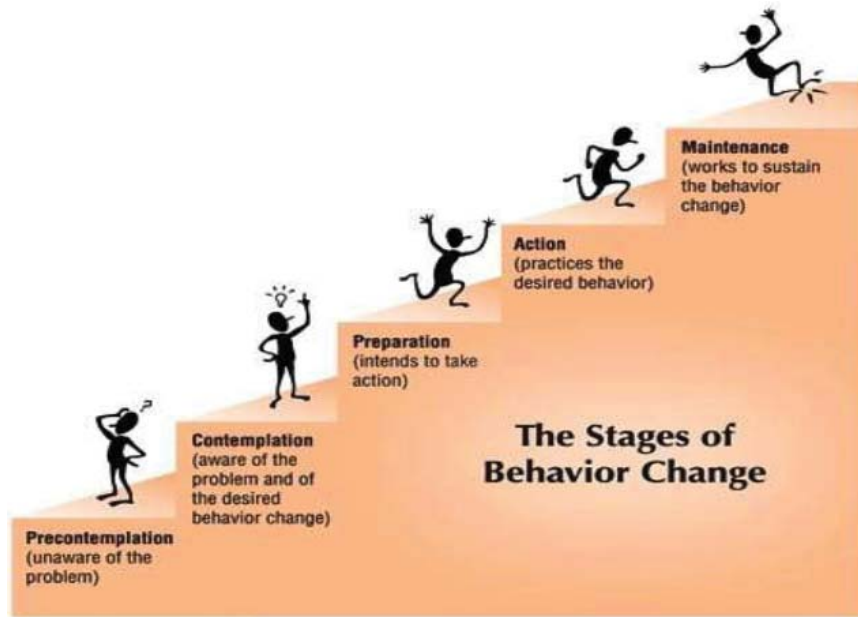 Maintenance
(works to sustain
the behavior
change)
Action
(practices the
desired behavior)
Preparation
(intends to take
action)
Contemplation
(aware of the
problem and of
the desired
behavior change)
Precontemplation
(unaware of the
problem)
The Stages of
Behavior Change